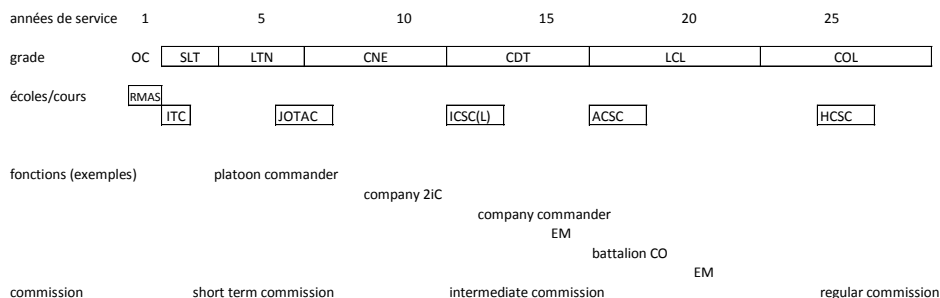 années de service 1 5 10 15 20 25
grade OC SLT LTN CNE CDT LCL COL
écoles/cours RMAS
ITC JOTAC ICSC(L) ACSC HCSC
fonctions (exemples) platoon commander
company 2iC
company commander
EM
battalion CO
EM
commission short term commission intermediate commission regular commission